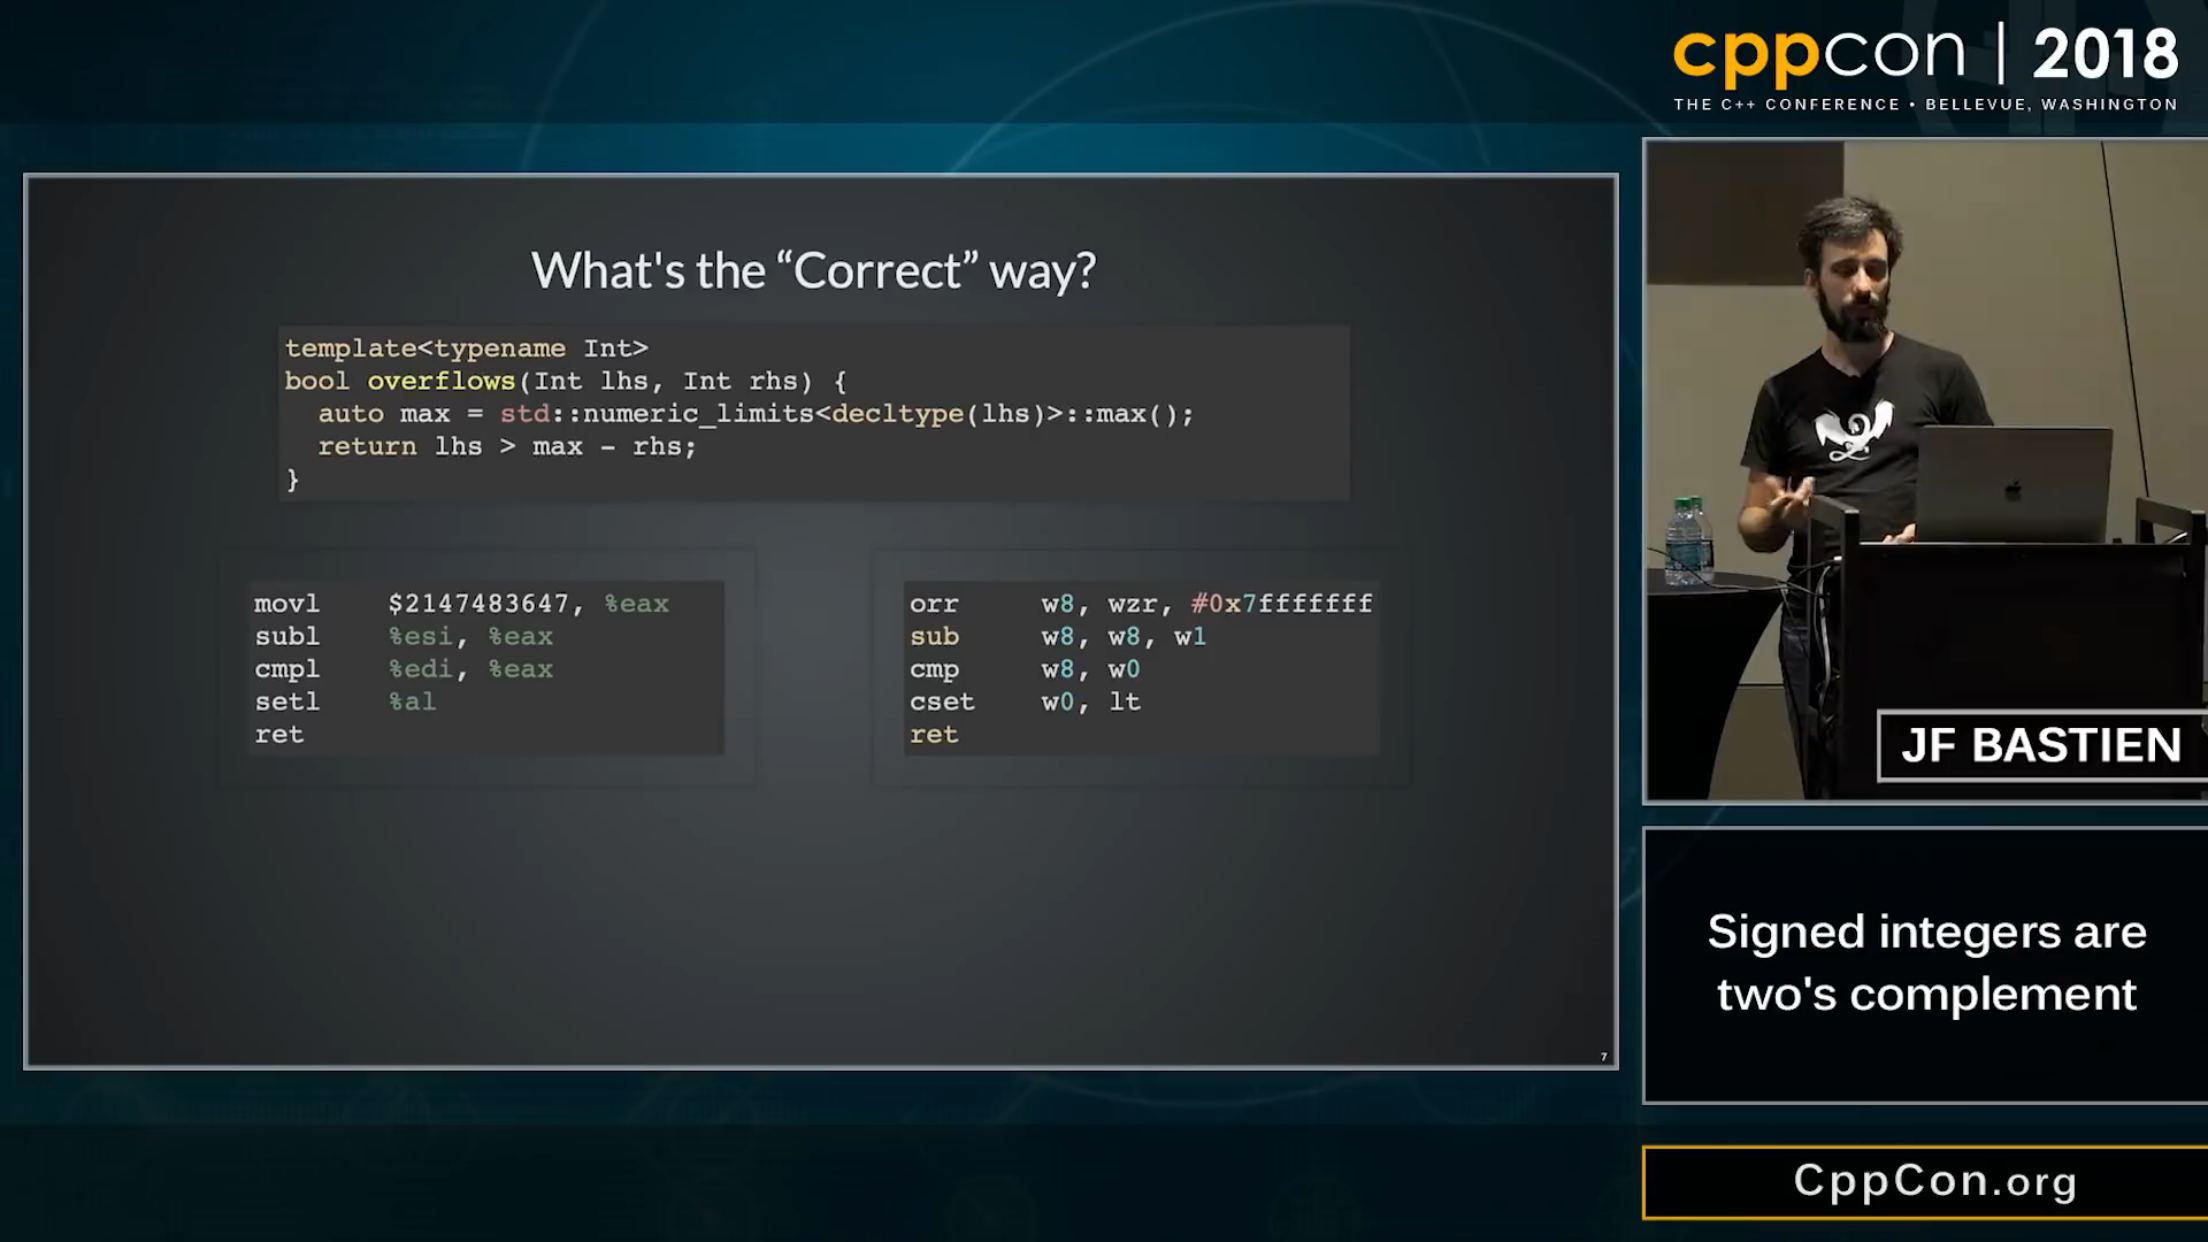 cppcon | 2018
THE C++ CONFERENCE • BELLEVUE, WASHINGTON
What's the “Correct” way?
template<typename Int>
bool overflows(Int lhs, Int rhs) {
  auto max = std::numeric_limits<decltype(lhs)>::max();
  return lhs > max - rhs;
}
movl    $2147483647, %eax
subl    %esi, %eax
cmpl    %edi, %eax
setl    %al
ret
orr     w8, wzr, #0x7fffffff
sub     w8, w8, w1
cmp     w8, w0
cset    w0, lt
ret
7
JF BASTIEN
Signed integers are
two's complement
CppCon.org